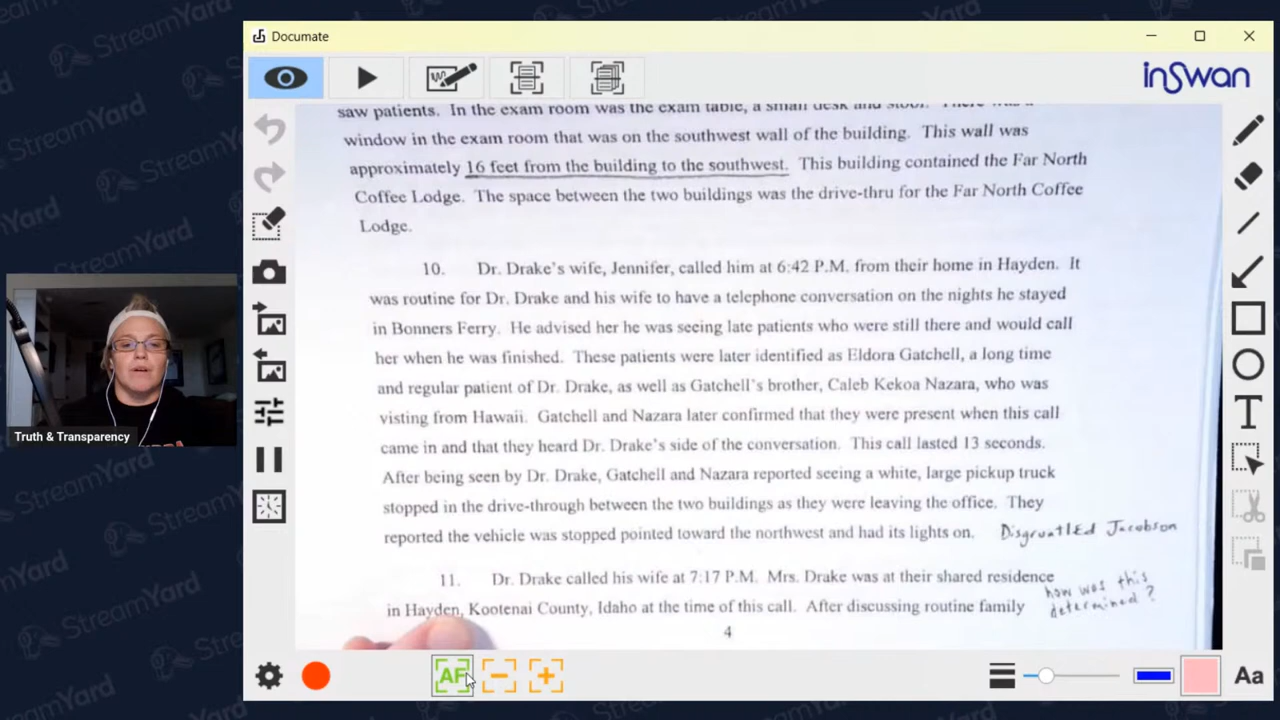 StreamYard
Documate
inSwan
saw patients. In the exam room was the exam table, a small desk and stool. There was a
window in the exam room that was on the southwest wall of the building. This wall was
approximately 16 feet from the building to the southwest. This building contained the Far North
Coffee Lodge. The space between the two buildings was the drive-thru for the Far North Coffee
Lodge.
10. Dr. Drake's wife, Jennifer, called him at 6:42 P.M. from their home in Hayden. It
was routine for Dr. Drake and his wife to have a telephone conversation on the nights he stayed
in Bonners Ferry. He advised her he was seeing late patients who were still there and would call
her when he was finished. These patients were later identified as Eldora Gatchell, a long time
and regular patient of Dr. Drake, as well as Gatchell's brother, Caleb Kekoa Nazara, who was
visting from Hawaii. Gatchell and Nazara later confirmed that they were present when this call
came in and that they heard Dr. Drake's side of the conversation. This call lasted 13 seconds.
After being seen by Dr. Drake, Gatchell and Nazara reported seeing a white, large pickup truck
stopped in the drive-through between the two buildings as they were leaving the office. They
reported the vehicle was stopped pointed toward the northwest and had its lights on. Disgruntled Jacobson
11. Dr. Drake called his wife at 7:17 P.M. Mrs. Drake was at their shared residence
in Hayden, Kootenai County, Idaho at the time of this call. After discussing routine family
how was this
determined?
4
Truth & Transparency
AF
T
Aa